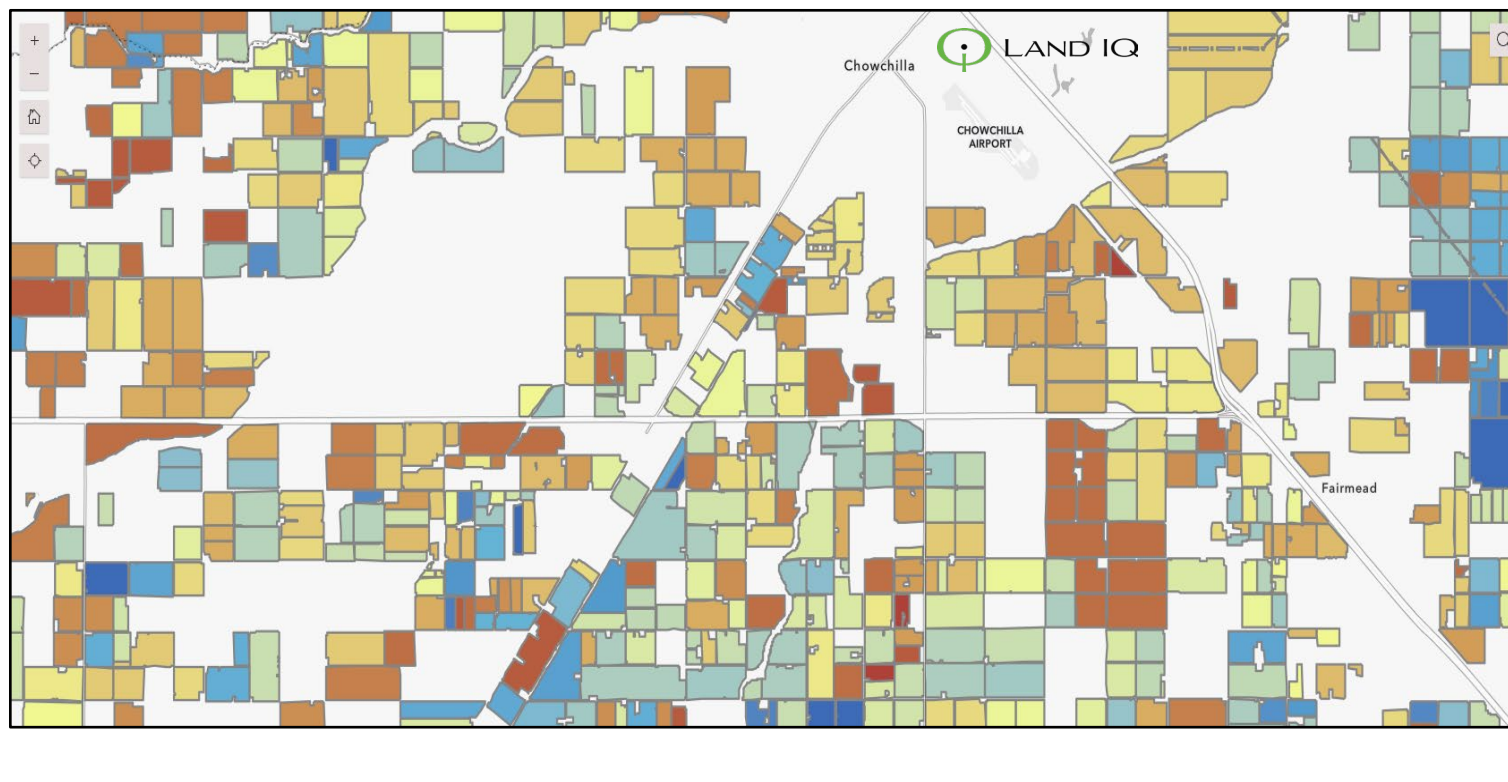 +
LAND IQ
−
Chowchilla
CHOWCHILLA
AIRPORT
Fairmead